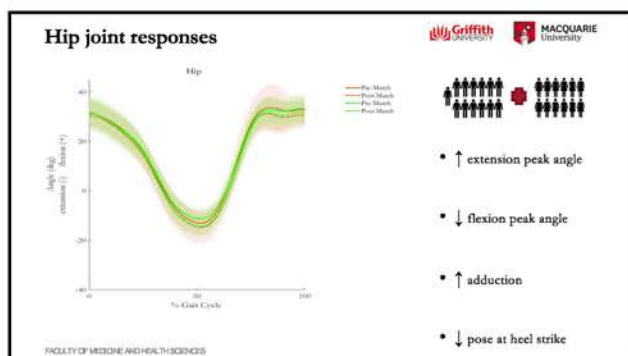 Hip joint responses
Griffith
UNIVERSITY
MACQUARIE
University
Hip
Pre-Match
Post-Match
Pre-Match
Post-Match
40
20
0
-20
-40
Angle (deg)
extension (-) flexion (+)
0
50
100
% Gait Cycle
• ↑ extension peak angle
• ↓ flexion peak angle
• ↑ adduction
• ↓ pose at heel strike
FACULTY OF MEDICINE AND HEALTH SCIENCES